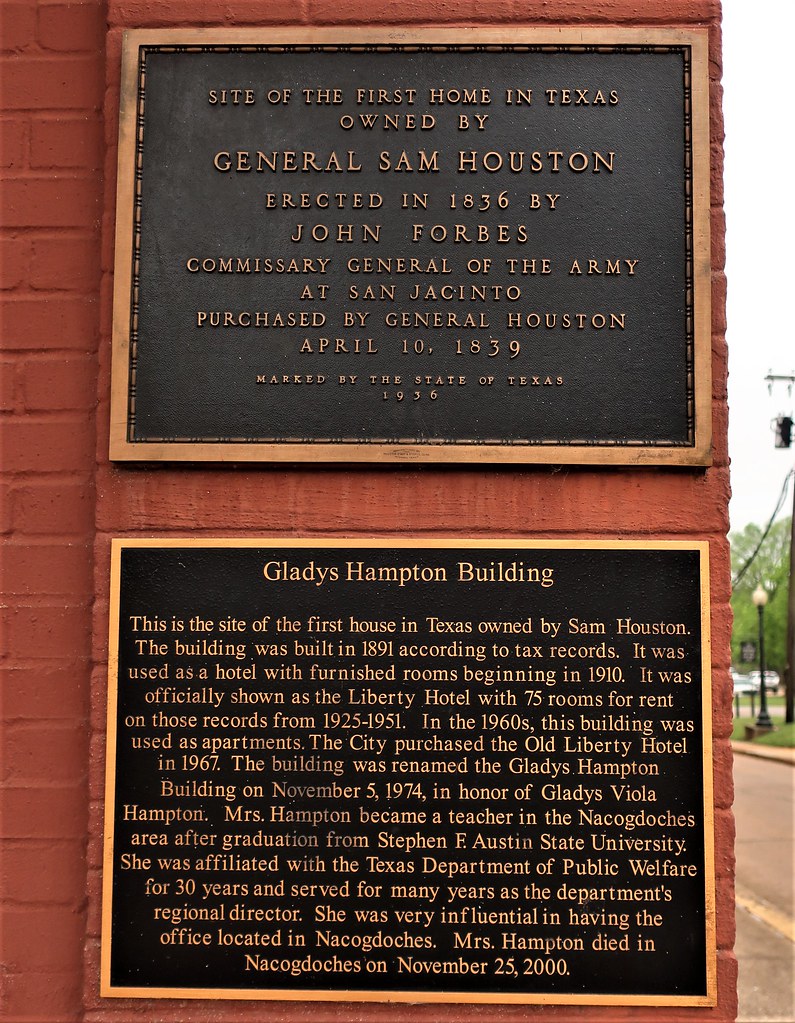 SITE OF THE FIRST HOME IN TEXAS
OWNED BY
GENERAL SAM HOUSTON
ERECTED IN 1836 BY
JOHN FORBES
COMMISSARY GENERAL OF THE ARMY
AT SAN JACINTO
PURCHASED BY GENERAL HOUSTON
APRIL 10, 1839
MARKED BY THE STATE OF TEXAS
1936
Gladys Hampton Building
This is the site of the first house in Texas owned by Sam Houston.
The building was built in 1891 according to tax records. It was
used as a hotel with furnished rooms beginning in 1910. It was
officially shown as the Liberty Hotel with 75 rooms for rent
on those records from 1925-1951. In the 1960s, this building was
used as apartments. The City purchased the Old Liberty Hotel
in 1967. The building was renamed the Gladys Hampton
Building on November 5, 1974, in honor of Gladys Viola
Hampton. Mrs. Hampton became a teacher in the Nacogdoches
area after graduation from Stephen F. Austin State University.
She was affiliated with the Texas Department of Public Welfare
for 30 years and served for many years as the department's
regional director. She was very influential in having the
office located in Nacogdoches. Mrs. Hampton died in
Nacogdoches on November 25, 2000.